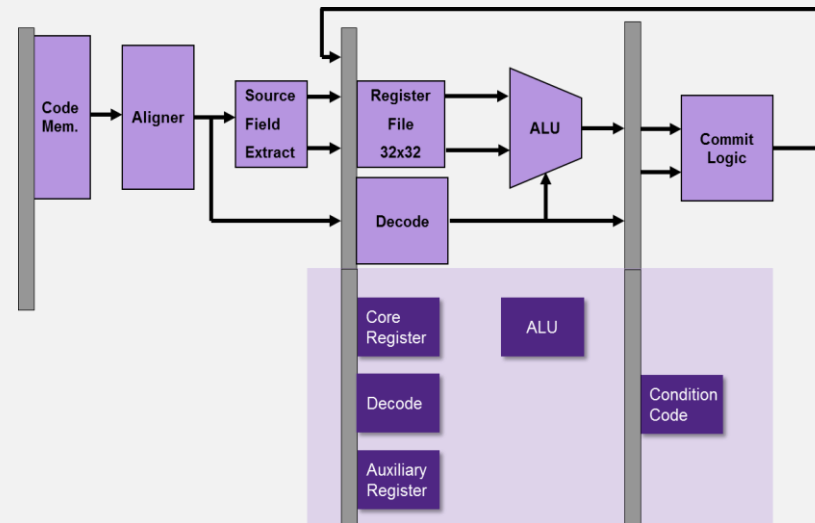 Code
Mem.
Aligner
Source
Field
Extract
Register
File
32x32
ALU
Commit
Logic
Decode
Core
Register
ALU
Decode
Condition
Code
Auxiliary
Register